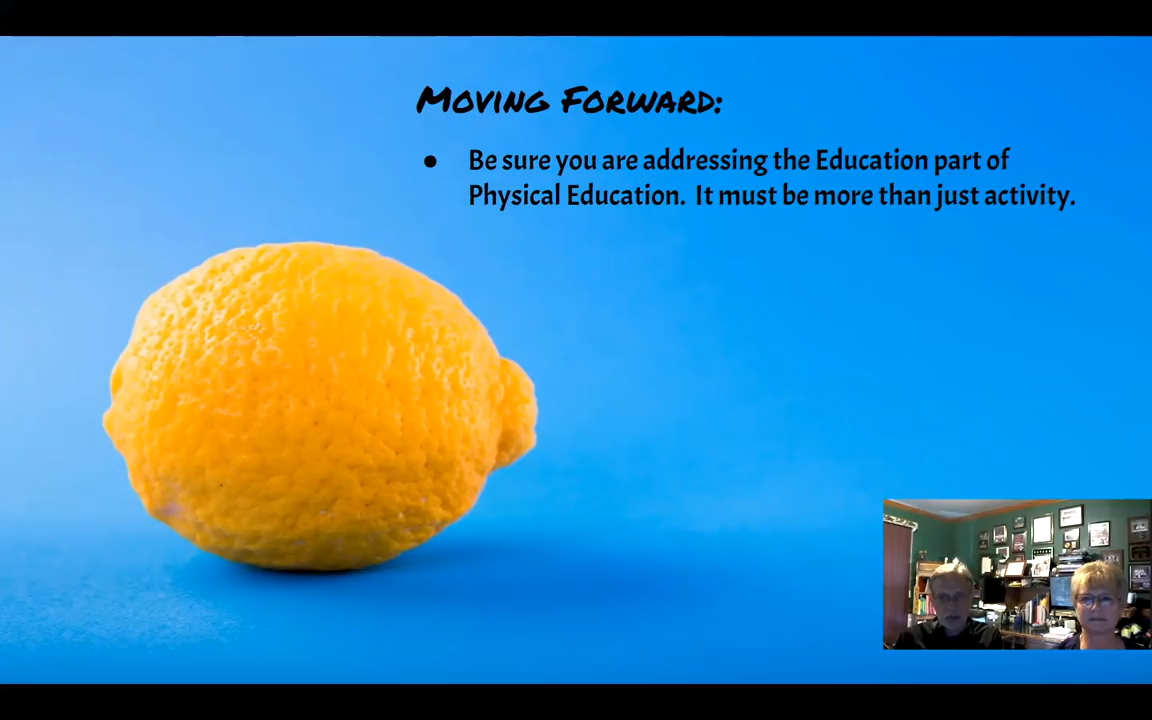 Moving Forward:
● Be sure you are addressing the Education part of
Physical Education. It must be more than just activity.